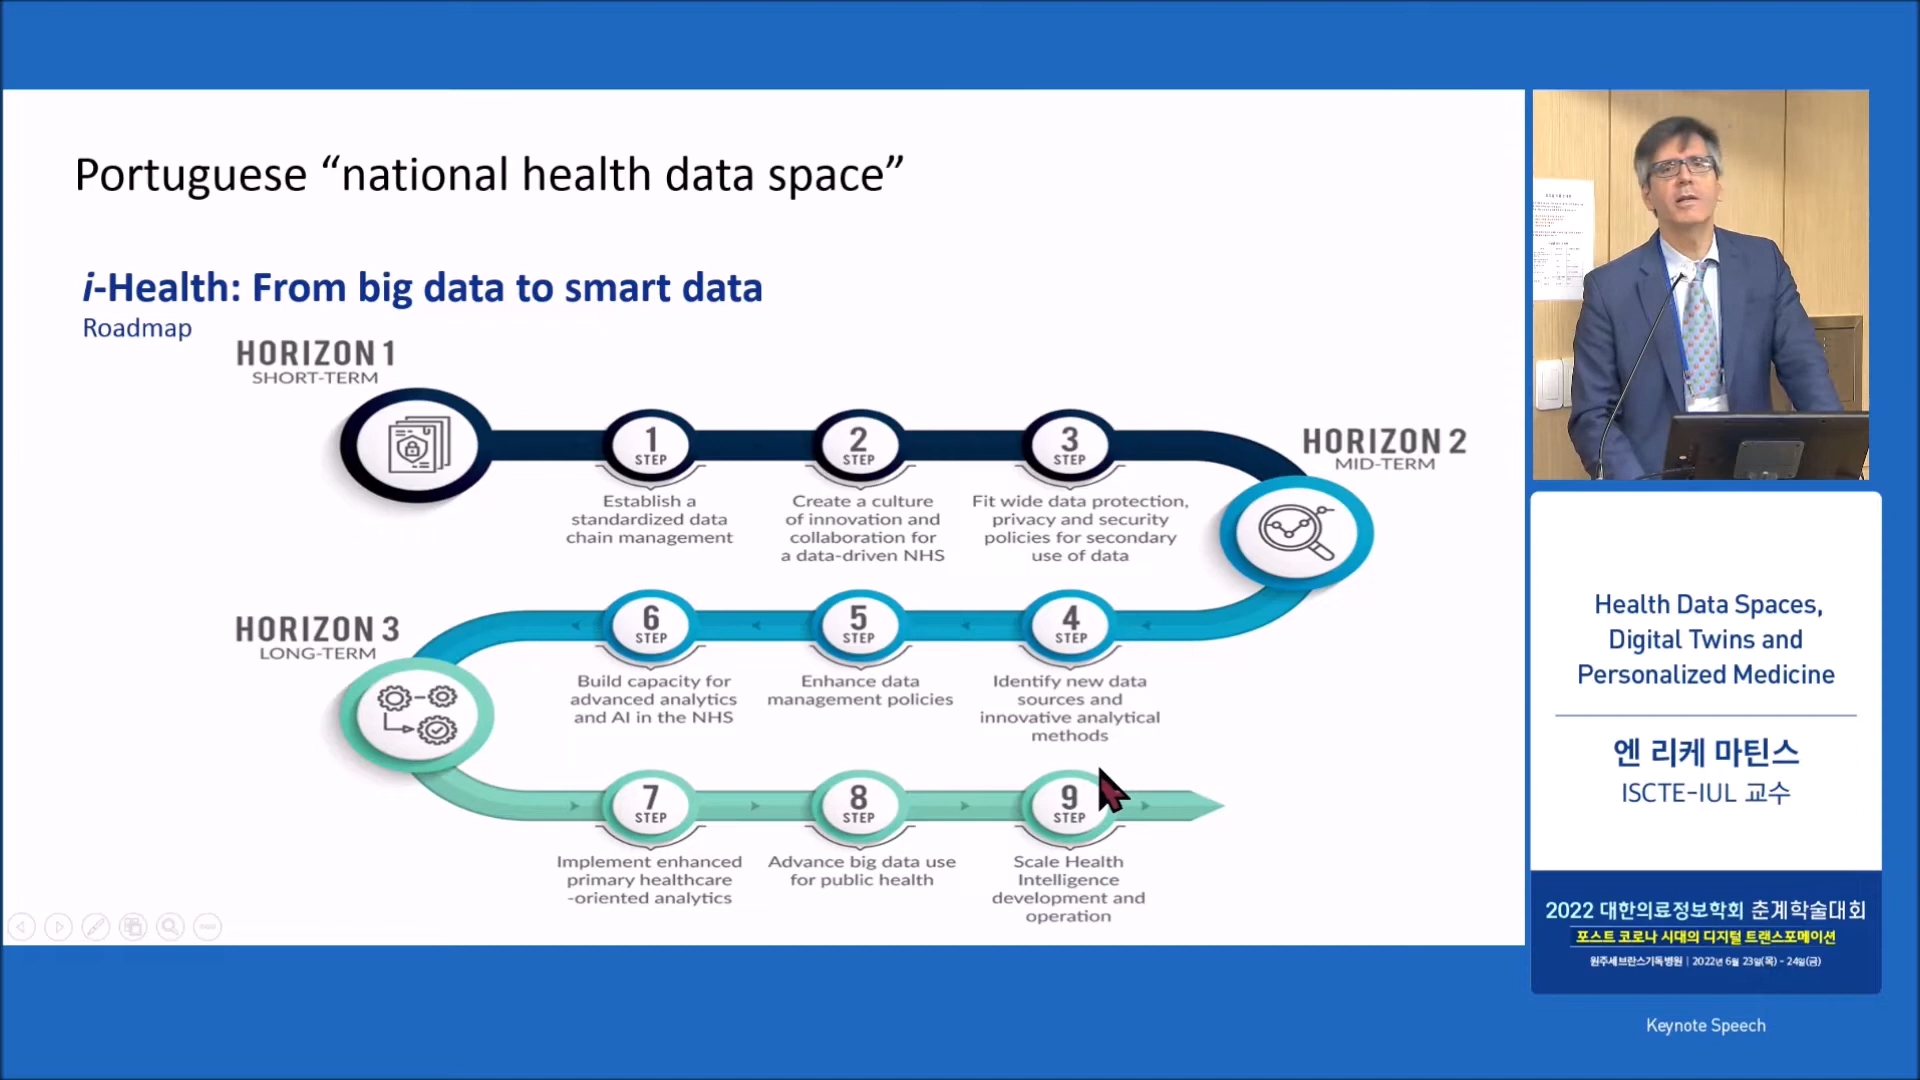 Portuguese “national health data space”
i-Health: From big data to smart data
Roadmap
HORIZON 1
SHORT-TERM
1
STEP
Establish a
standardized data
chain management
2
STEP
Create a culture
of innovation and
collaboration for
a data-driven NHS
3
STEP
Fit wide data protection,
privacy and security
policies for secondary
use of data
HORIZON 2
MID-TERM
4
STEP
Identify new data
sources and
innovative analytical
methods
5
STEP
Enhance data
management policies
6
STEP
Build capacity for
advanced analytics
and AI in the NHS
HORIZON 3
LONG-TERM
7
STEP
Implement enhanced
primary healthcare
-oriented analytics
8
STEP
Advance big data use
for public health
9
STEP
Scale Health
Intelligence
development and
operation
Health Data Spaces,
Digital Twins and
Personalized Medicine
엔 리케 마틴스
ISCTE-IUL 교수
2022 대한의료정보학회 춘계학술대회
포스트 코로나 시대의 디지털 트랜스포메이션
원주세브란스기독병원 | 2022년 6월 23일(목) - 24일(금)
Keynote Speech